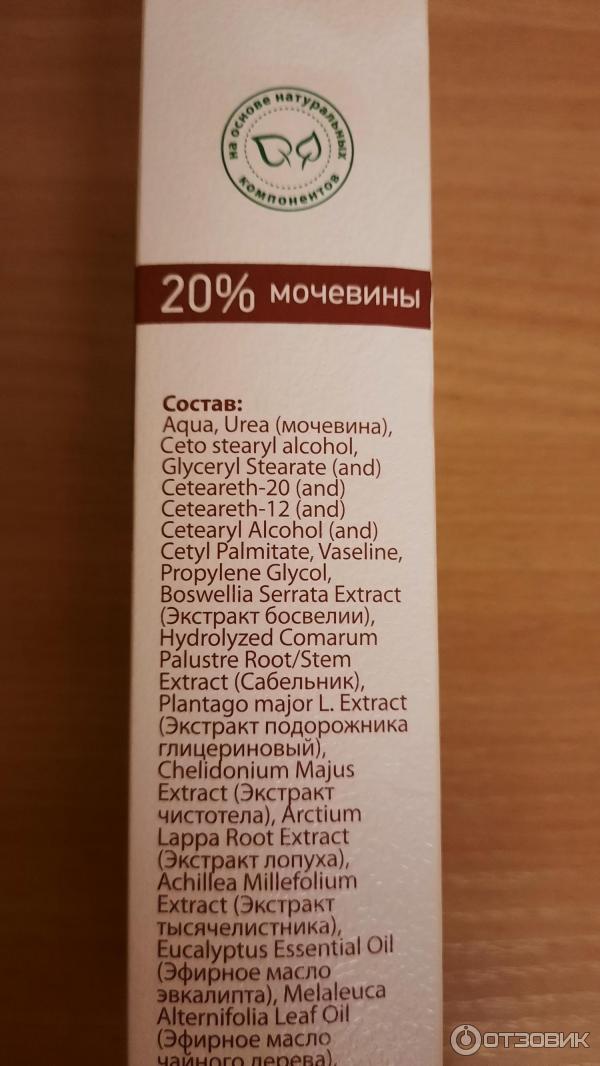 на основе натуральных
компонентов
20% мочевины
Состав:
Aqua, Urea (мочевина),
Ceto stearyl alcohol,
Glyceryl Stearate (and)
Ceteareth-20 (and)
Ceteareth-12 (and)
Cetearyl Alcohol (and)
Cetyl Palmitate, Vaseline,
Propylene Glycol,
Boswellia Serrata Extract
(Экстракт босвелии),
Hydrolyzed Comarum
Palustre Root/Stem
Extract (Сабельник),
Plantago major L. Extract
(Экстракт подорожника
глицериновый),
Chelidonium Majus
Extract (Экстракт
чистотела), Arctium
Lappa Root Extract
(Экстракт лопуха),
Achillea Millefolium
Extract (Экстракт
тысячелистника),
Eucalyptus Essential Oil
(Эфирное масло
эвкалипта), Melaleuca
Alternifolia Leaf Oil
(Эфирное масло
чайного дерева),
ОТЗОВИК